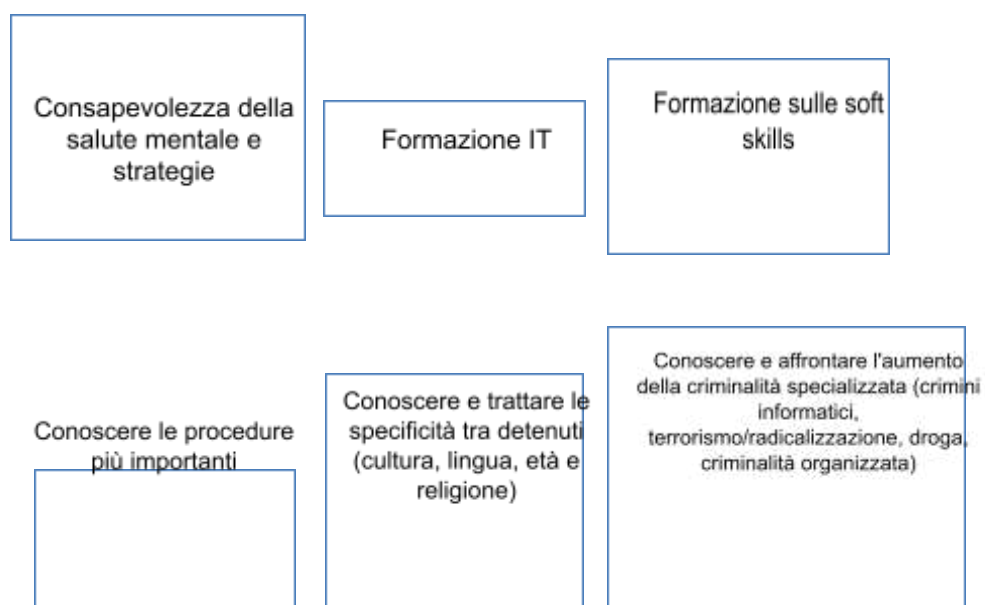 Consapevolezza della
salute mentale e
strategie
Formazione IT
Formazione sulle soft
skills
Conoscere le procedure
più importanti
Conoscere e trattare le
specificità tra detenuti
(cultura, lingua, età e
religione)
Conoscere e affrontare l'aumento
della criminalità specializzata (crimini
informatici,
terrorismo/radicalizzazione, droga,
criminalità organizzata)